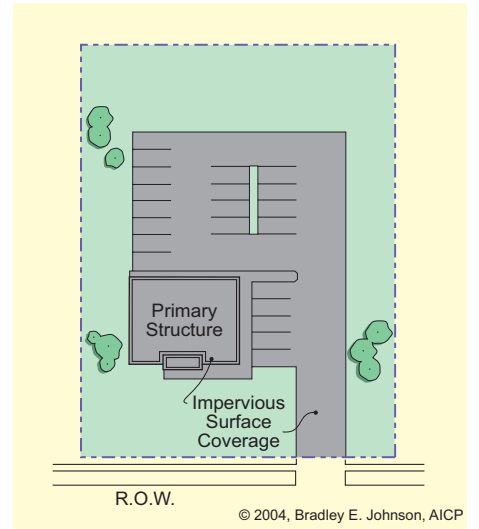 Primary
Structure
Impervious
Surface
Coverage
R.O.W.
© 2004, Bradley E. Johnson, AICP